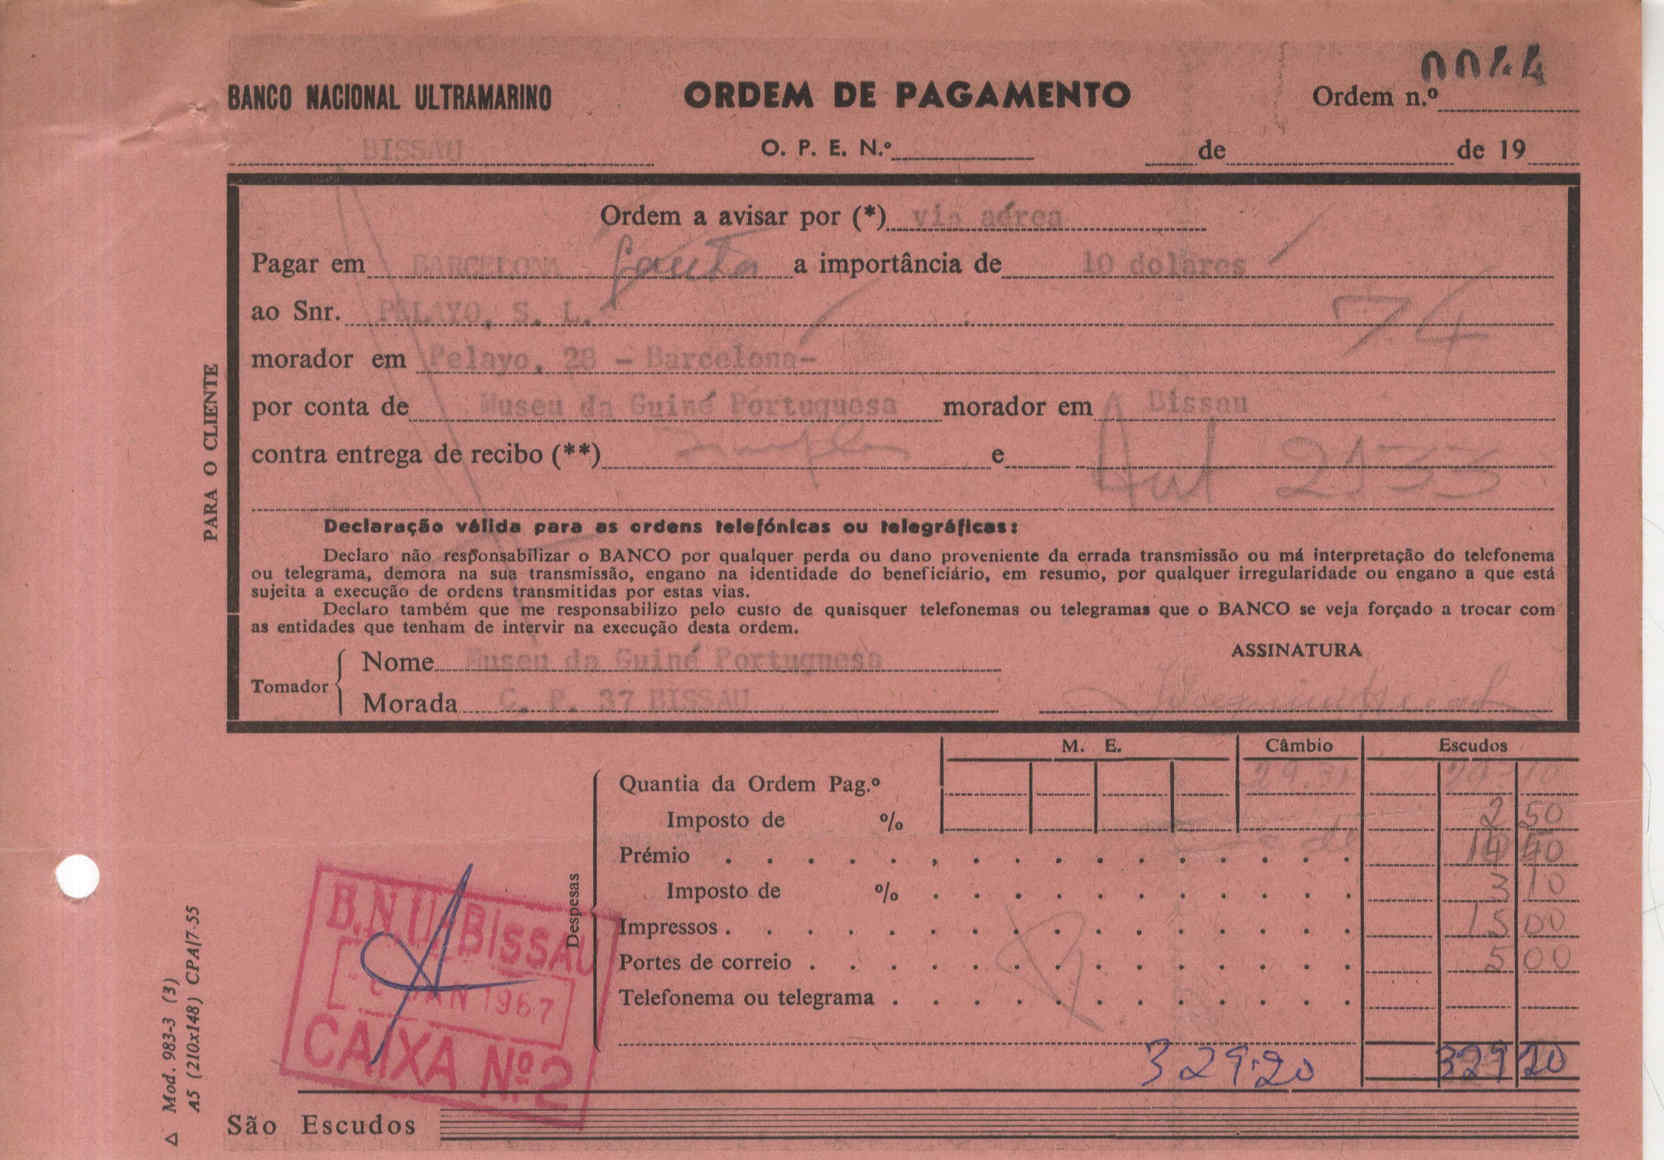 0044
BANCO NACIONAL ULTRAMARINO ORDEM DE PAGAMENTO Ordem n.º
BISSAU O. P. E. N.º de de 19
Ordem a avisar por (*) via aérea
Pagar em BARCELONA a importância de 10 dolares
ao Snr. PELAYO, S. L. 74
morador em Pelayo, 28 - Barcelona-
por conta de Museu da Guiné Portuguesa morador em Bissau
contra entrega de recibo (**) e Aut 2533
Declaração válida para as ordens telefónicas ou telegráficas:
Declaro não responsabilizar o BANCO por qualquer perda ou dano proveniente da errada transmissão ou má interpretação do telefonema
ou telegrama, demora na sua transmissão, engano na identidade do beneficiário, em resumo, por qualquer irregularidade ou engano a que está
sujeita a execução de ordens transmitidas por estas vias.
Declaro também que me responsabilizo pelo custo de quaisquer telefonemas ou telegramas que o BANCO se veja forçado a trocar com
as entidades que tenham de intervir na execução desta ordem.
ASSINATURA
Tomador
Nome Museu da Guiné Portuguesa
Morada C. P. 37 BISSAU
PARA O CLIENTE
M. E. Câmbio Escudos
Quantia da Ordem Pag.º
Imposto de % 2 50
Prémio 14 40
Imposto de % 3 10
Impressos 15 00
Portes de correio 5 00
Telefonema ou telegrama
Despesas
329.20 329 20
B.N.U. BISSAU
JAN 1967
CAIXA Nº 2
São Escudos
Δ Mod. 983-3 (3)
A5 (210x148) CPA/7-55